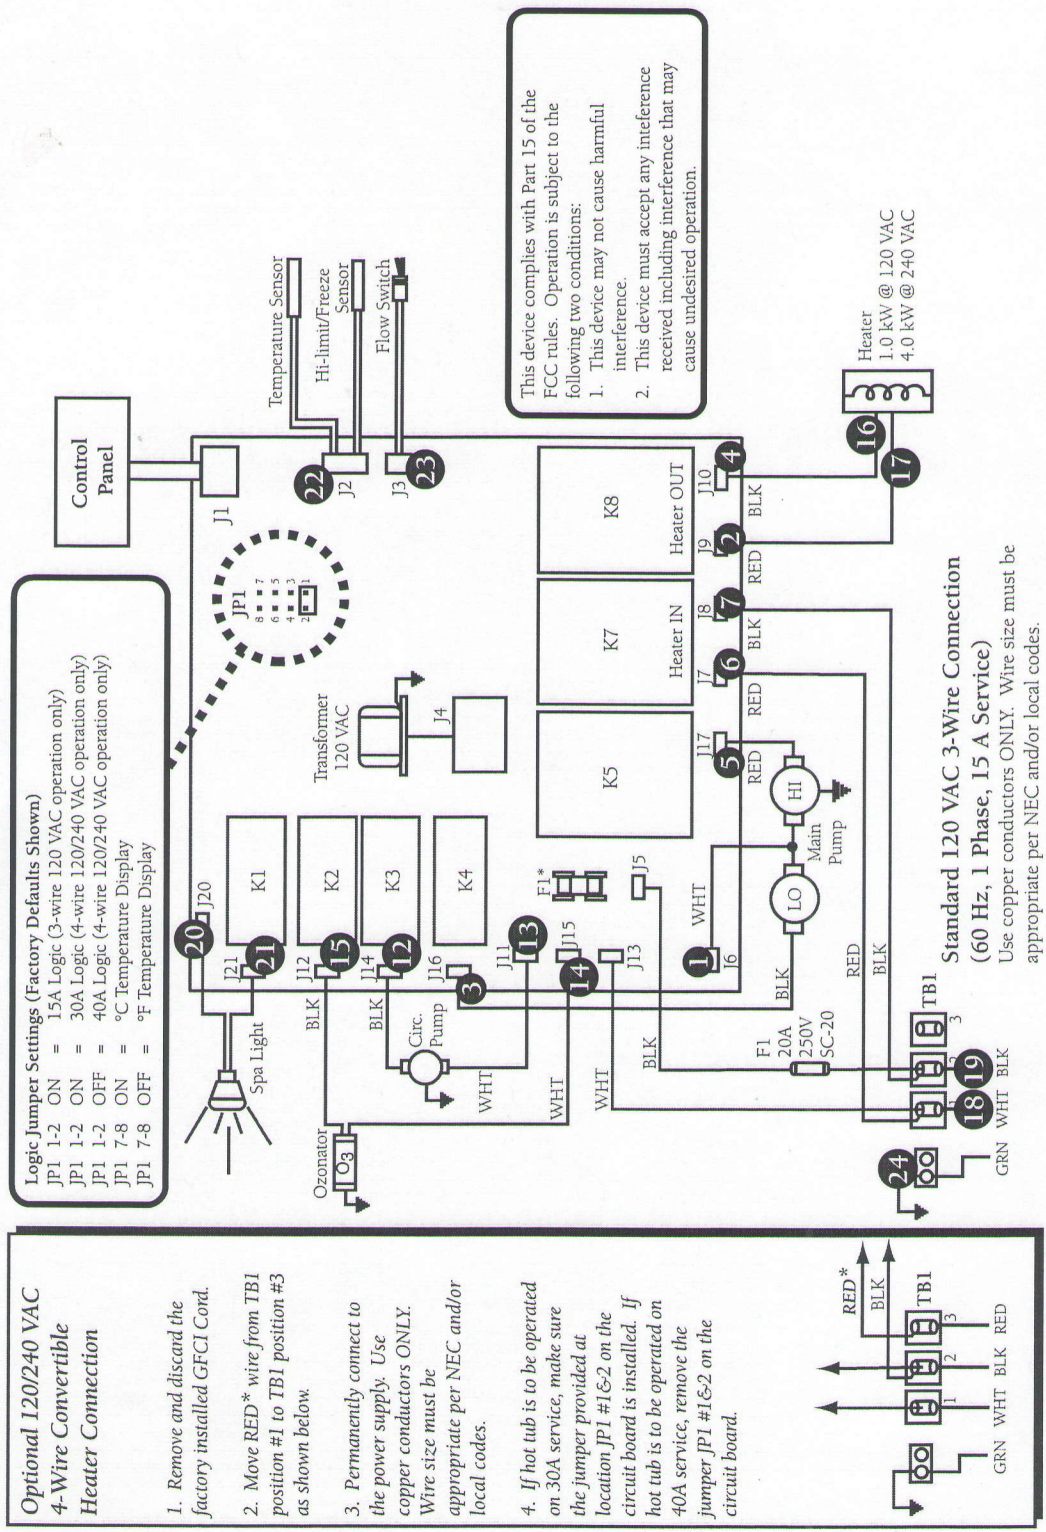 Optional 120/240 VAC
4-Wire Convertible
Heater Connection
1. Remove and discard the
factory installed GFCI Cord.
2. Move RED* wire from TB1
position #1 to TB1 position #3
as shown below.
3. Permanently connect to
the power supply. Use
copper conductors ONLY.
Wire size must be
appropriate per NEC and/or
local codes.
4. If hot tub is to be operated
on 30A service, make sure
the jumper provided at
location JP1 #1&2 on the
circuit board is installed. If
hot tub is to be operated on
40A service, remove the
jumper JP1 #1&2 on the
circuit board.
RED*
BLK
TB1
1
2
3
GRN
WHT
BLK
RED
Logic Jumper Settings (Factory Defaults Shown)
JP1 1-2 ON = 15A Logic (3-wire 120 VAC operation only)
JP1 1-2 ON = 30A Logic (4-wire 120/240 VAC operation only)
JP1 1-2 OFF = 40A Logic (4-wire 120/240 VAC operation only)
JP1 7-8 ON = °C Temperature Display
JP1 7-8 OFF = °F Temperature Display
Control
Panel
J1
JP1
8 7
6 5
4 3
2 1
Temperature Sensor
Hi-limit/Freeze
Sensor
Flow Switch
22
J2
J3
23
Spa Light
20
J20
J21
21
K1
Transformer
120 VAC
J4
Ozonator
O3
BLK
J12
15
K2
BLK
J14
12
K3
Circ.
Pump
J16
3
K4
WHT
J11
13
WHT
14
J15
F1*
WHT
J13
BLK
J5
K5
K7
K8
Heater IN
Heater OUT
J17
J7
J8
J9
J10
5
6
7
2
4
RED
RED
BLK
RED
BLK
1
J6
WHT
BLK
LO
HI
Main
Pump
RED
BLK
F1
20A
250V
SC-20
16
17
Heater
1.0 kW @ 120 VAC
4.0 kW @ 240 VAC
24
18
19
TB1
3
GRN
WHT
BLK
This device complies with Part 15 of the
FCC rules. Operation is subject to the
following two conditions:
1. This device may not cause harmful
interference.
2. This device must accept any inteference
received including interference that may
cause undesired operation.
Standard 120 VAC 3-Wire Connection
(60 Hz, 1 Phase, 15 A Service)
Use copper conductors ONLY. Wire size must be
appropriate per NEC and/or local codes.